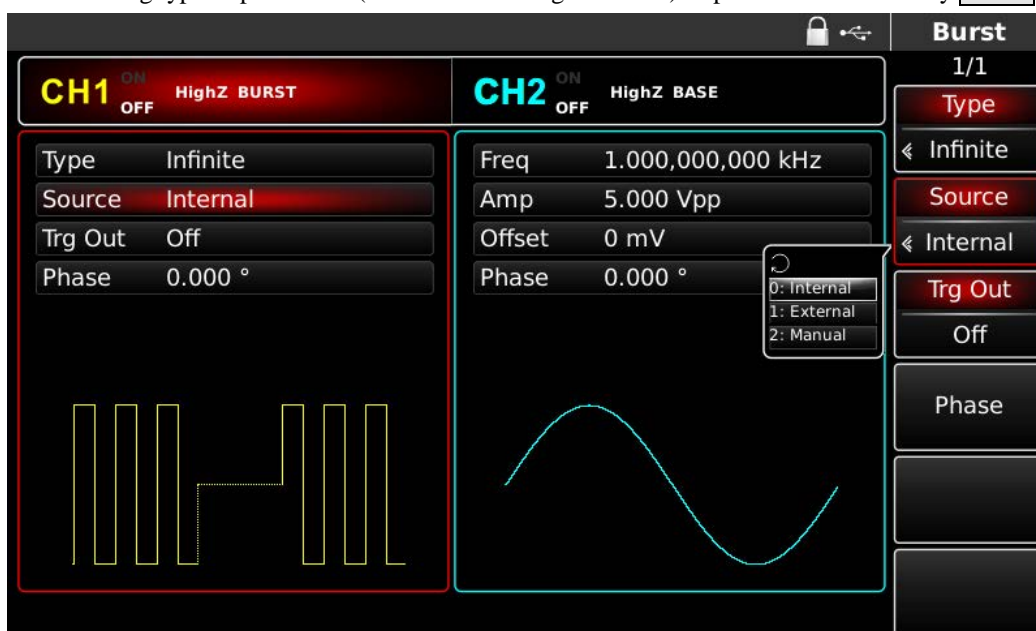 Burst
1/1
CH1 ON OFF HighZ BURST
CH2 ON OFF HighZ BASE
Type Infinite
Source Internal
Trg Out Off
Phase 0.000 °
Freq 1.000,000,000 kHz
Amp 5.000 Vpp
Offset 0 mV
Phase 0.000 °
0: Internal
1: External
2: Manual
Type
« Infinite
Source
« Internal
Trg Out
Off
Phase